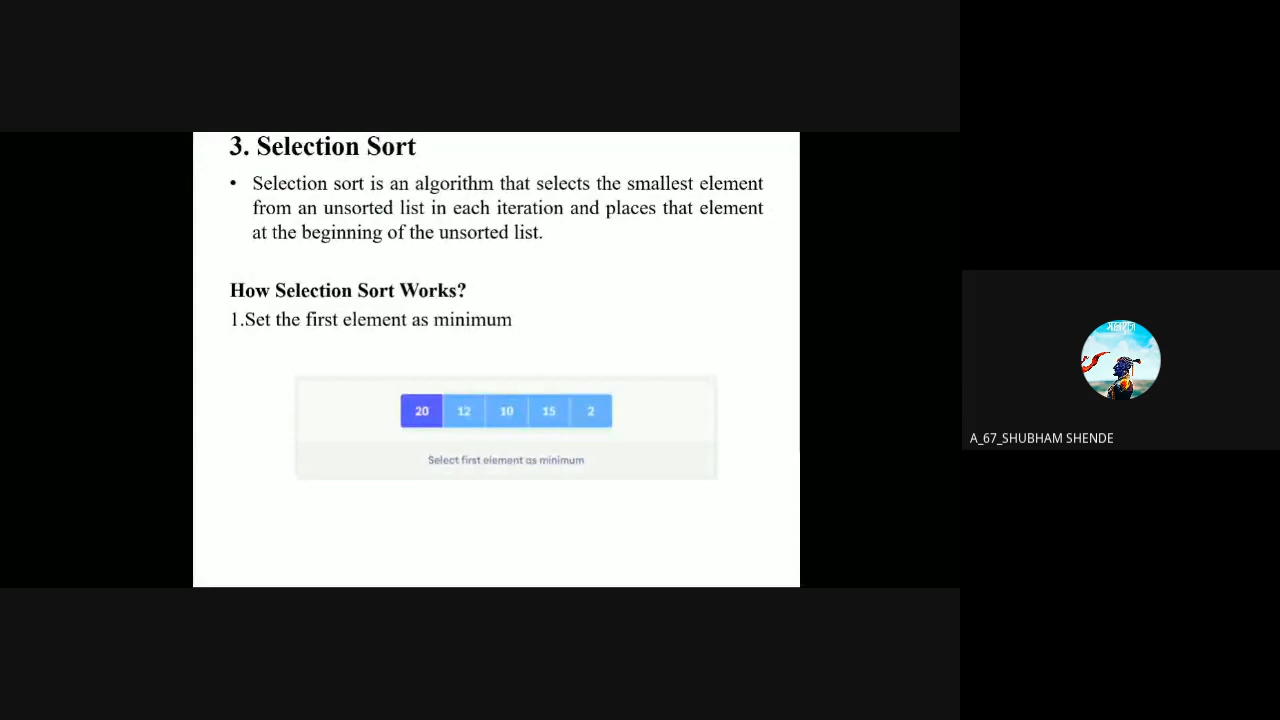 3. Selection Sort
• Selection sort is an algorithm that selects the smallest element
from an unsorted list in each iteration and places that element
at the beginning of the unsorted list.
How Selection Sort Works?
1.Set the first element as minimum
20 12 10 15 2
Select first element as minimum
A_67_SHUBHAM SHENDE